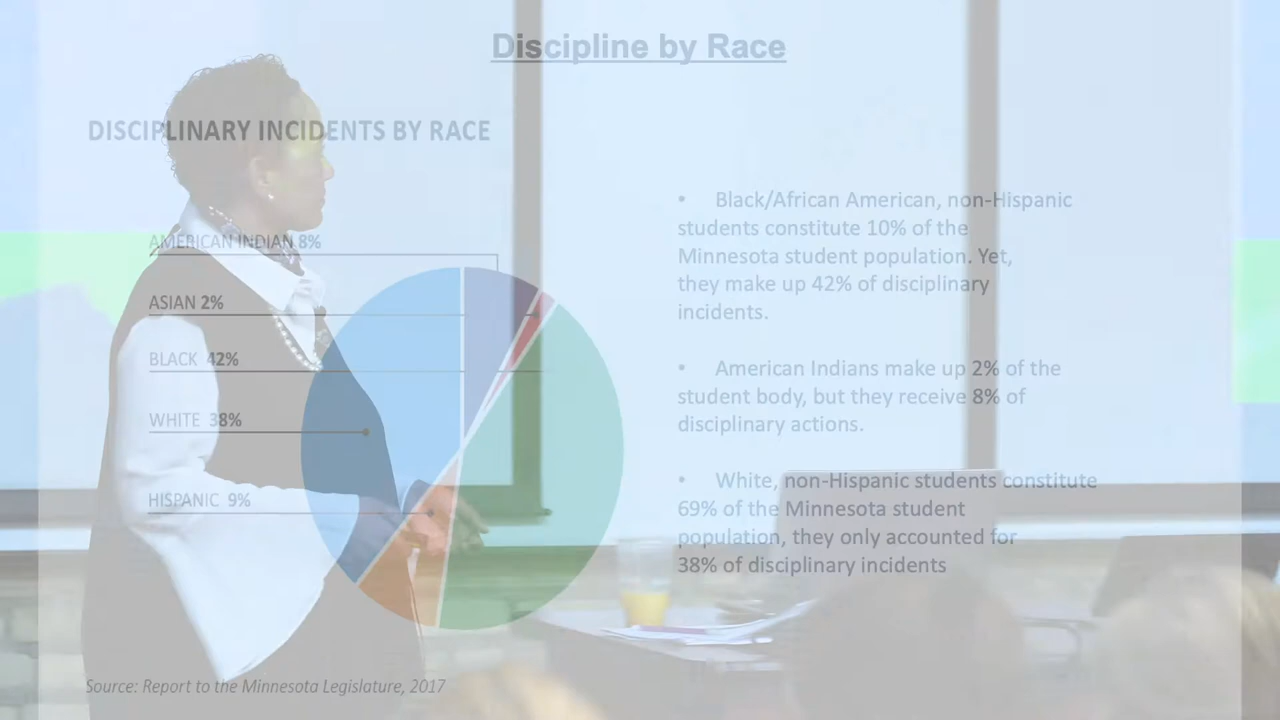 Discipline by Race
DISCIPLINARY INCIDENTS BY RACE
AMERICAN INDIAN 8%
ASIAN 2%
BLACK 42%
WHITE 38%
HISPANIC 9%
• Black/African American, non-Hispanic
students constitute 10% of the
Minnesota student population. Yet,
they make up 42% of disciplinary
incidents.
• American Indians make up 2% of the
student body, but they receive 8% of
disciplinary actions.
• White, non-Hispanic students constitute
69% of the Minnesota student
population, they only accounted for
38% of disciplinary incidents
Source: Report to the Minnesota Legislature, 2017